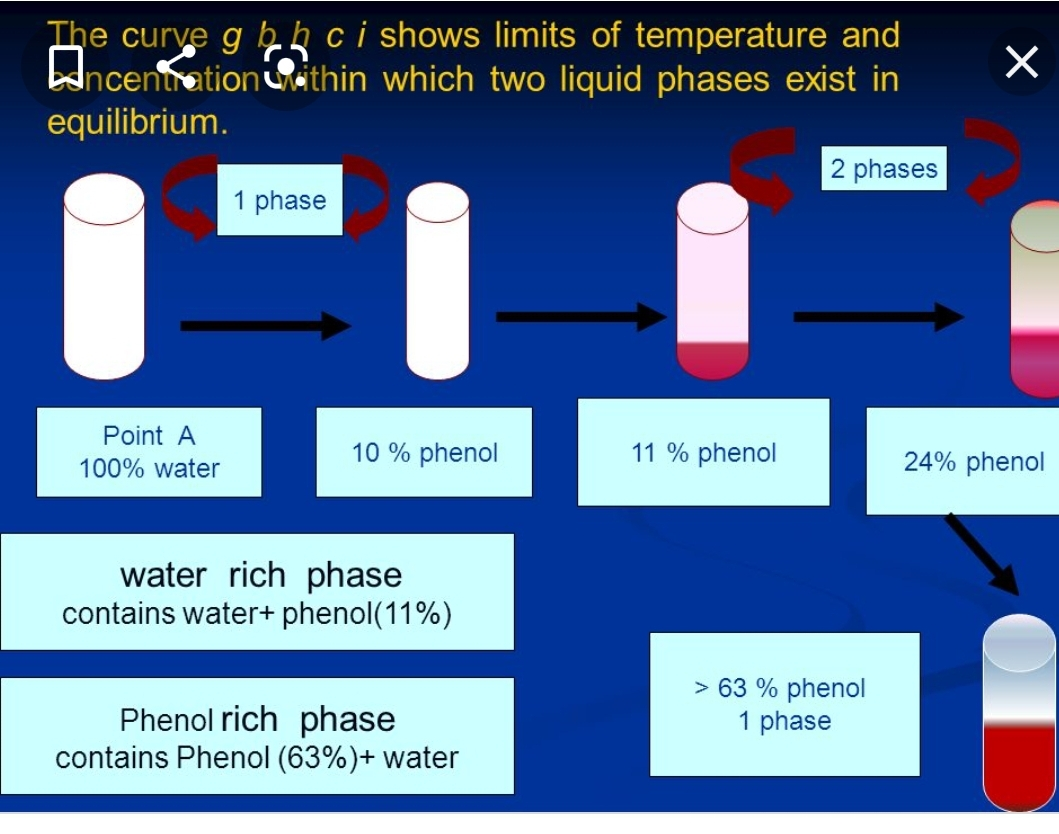 The curve g b h c i shows limits of temperature and
concentration within which two liquid phases exist in
equilibrium.
1 phase
2 phases
Point A
100% water
10 % phenol
11 % phenol
24% phenol
water rich phase
contains water+ phenol(11%)
> 63 % phenol
1 phase
Phenol rich phase
contains Phenol (63%)+ water